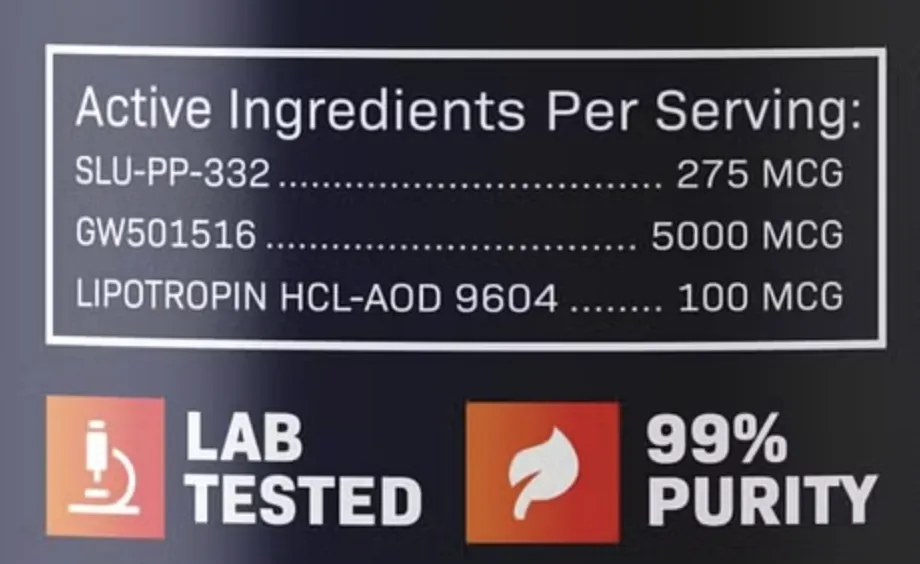 Active Ingredients Per Serving:
SLU-PP-332 ........................................ 275 MCG
GW501516 ....................................... 5000 MCG
LIPOTROPIN HCL-AOD 9604 ........ 100 MCG
LAB
TESTED
99%
PURITY